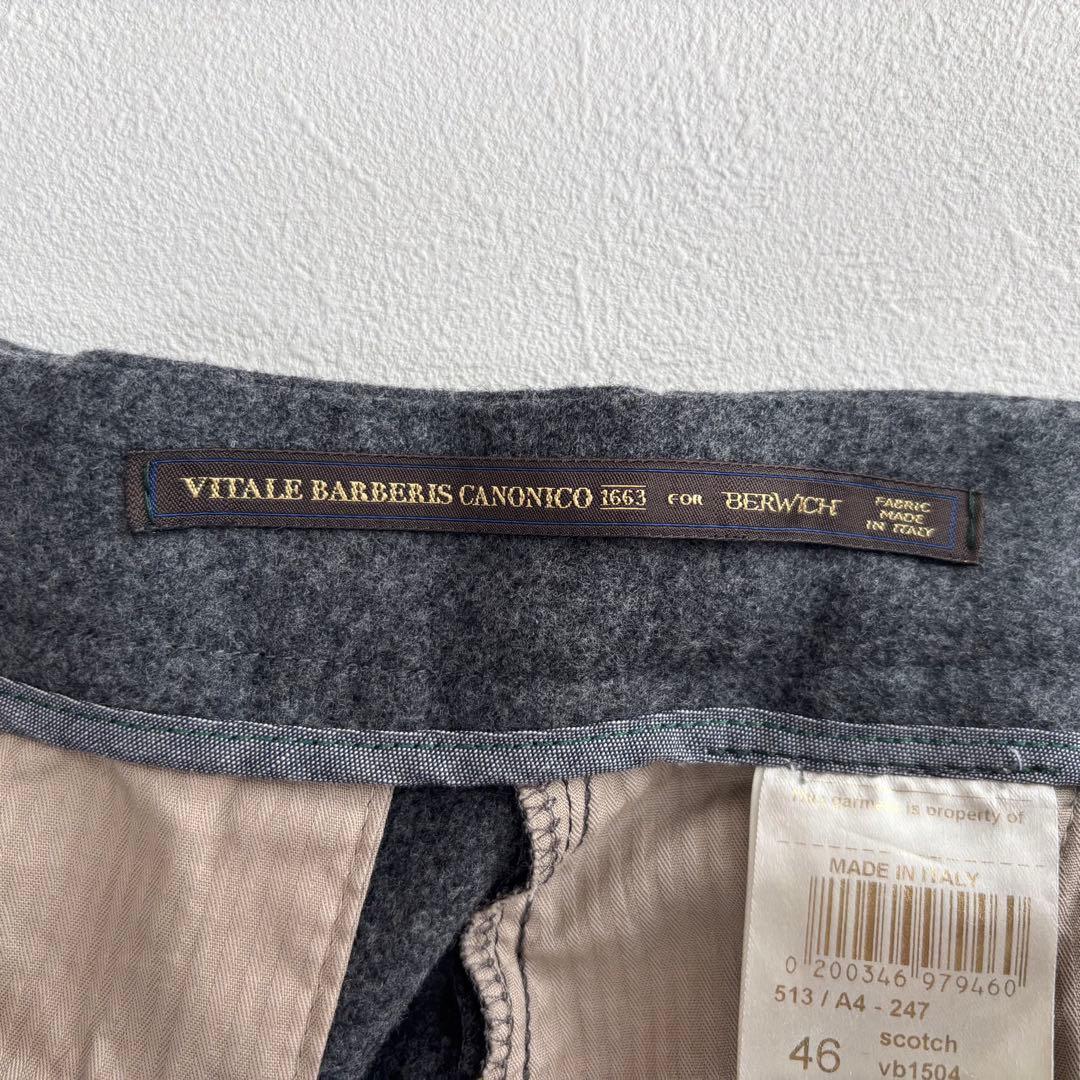 VITALE BARBERIS CANONICO 1663 FOR BERWICH
FABRIC
MADE
IN ITALY
This garment is property of
MADE IN ITALY
0 200346 979460
513 / A4 - 247
46
scotch
vb1504